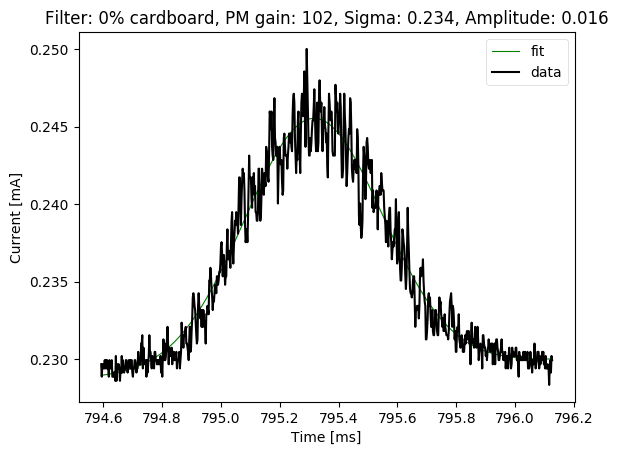 Filter: 0% cardboard, PM gain: 102, Sigma: 0.234, Amplitude: 0.016
fit
data
0.250
0.245
0.240
0.235
0.230
Current [mA]
794.6 794.8 795.0 795.2 795.4 795.6 795.8 796.0 796.2
Time [ms]